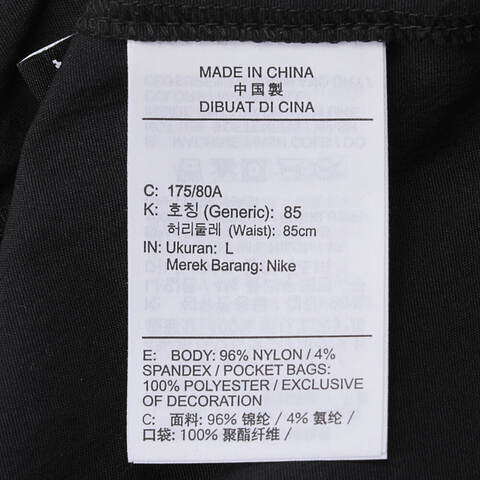 MADE IN CHINA
中国製
DIBUAT DI CINA
C: 175/80A
K: 호칭 (Generic): 85
허리둘레 (Waist): 85cm
IN: Ukuran: L
Merek Barang: Nike
E: BODY: 96% NYLON / 4%
SPANDEX / POCKET BAGS:
100% POLYESTER / EXCLUSIVE
OF DECORATION
C: 面料: 96% 锦纶 / 4% 氨纶 /
口袋: 100% 聚酯纤维 /